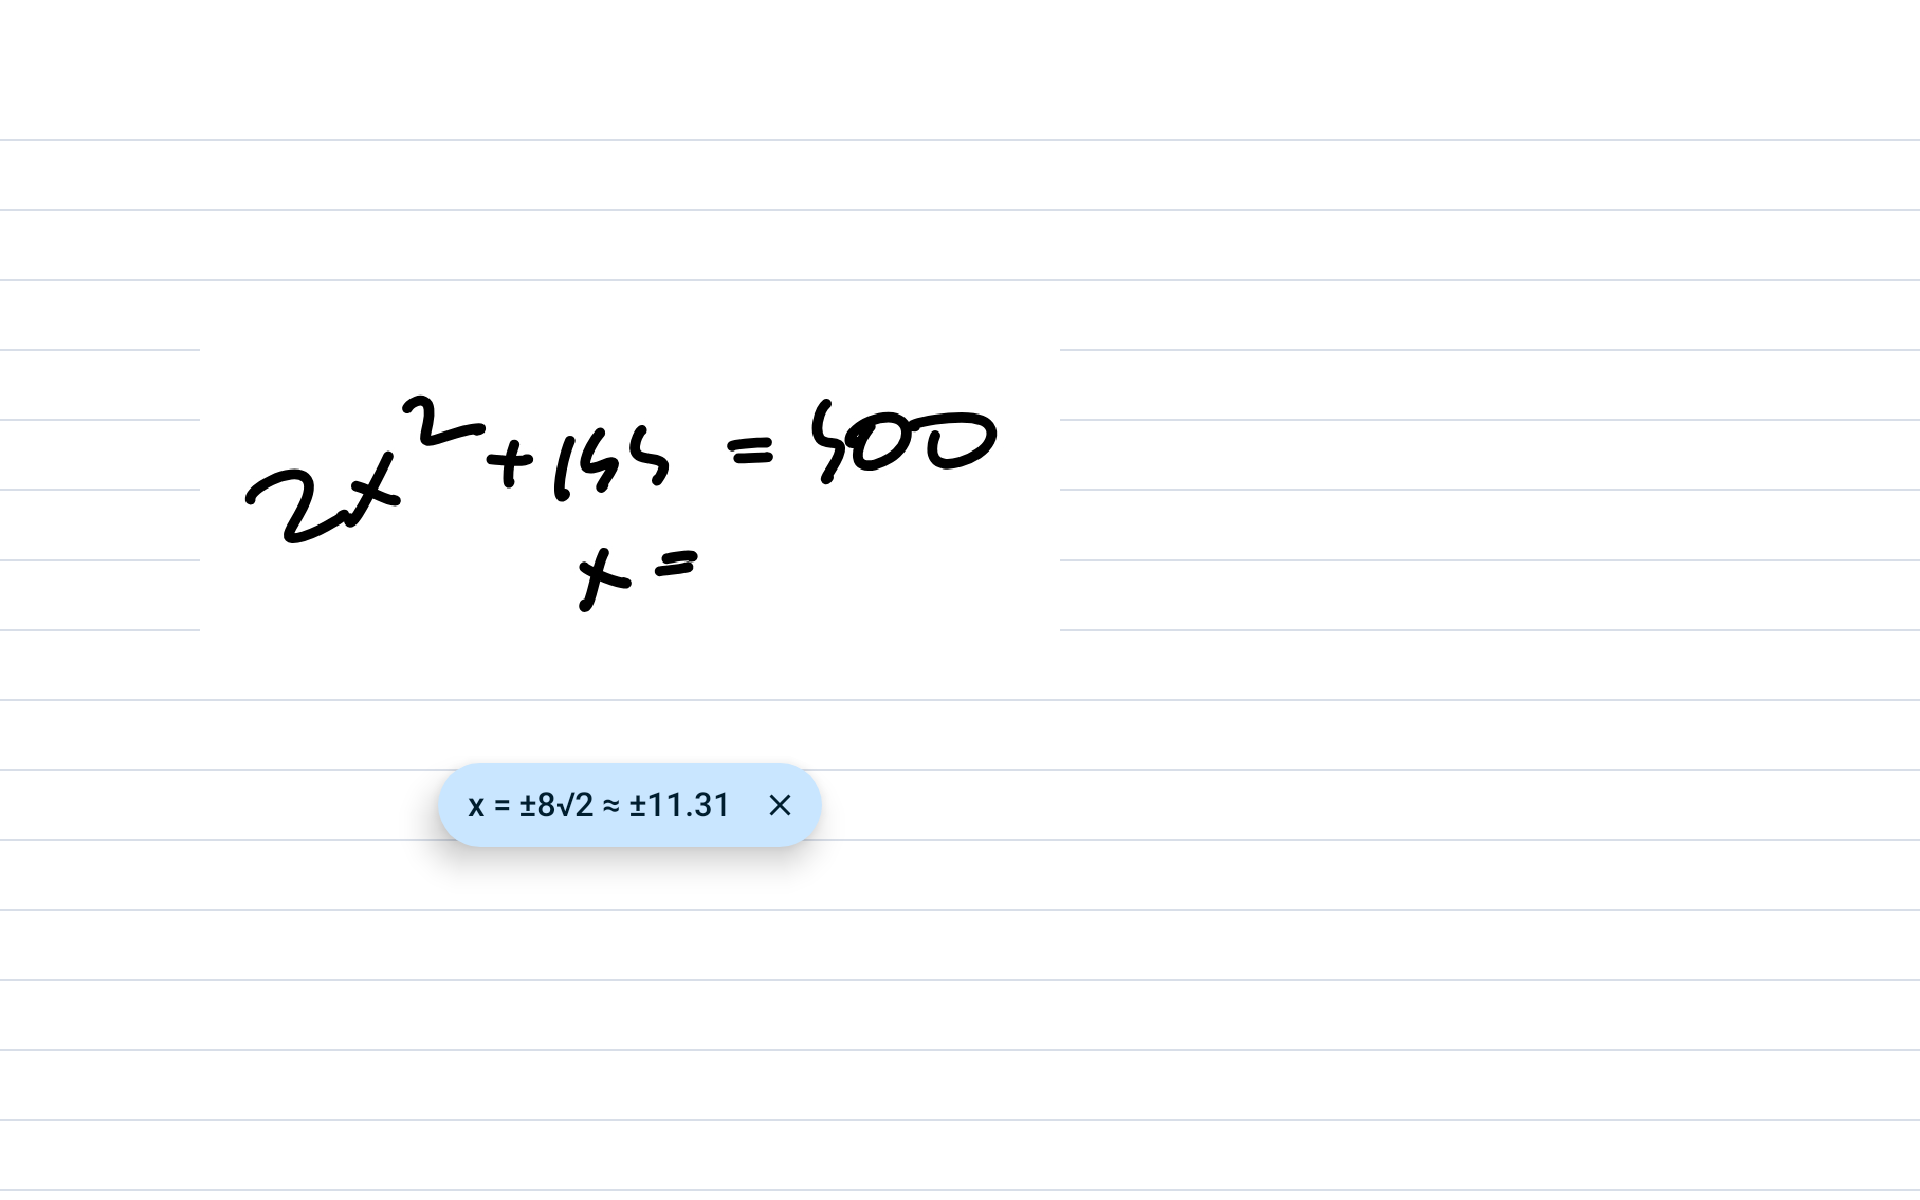 2x² + 144 = 400
x =
x = ±8√2 ≈ ±11.31 ×